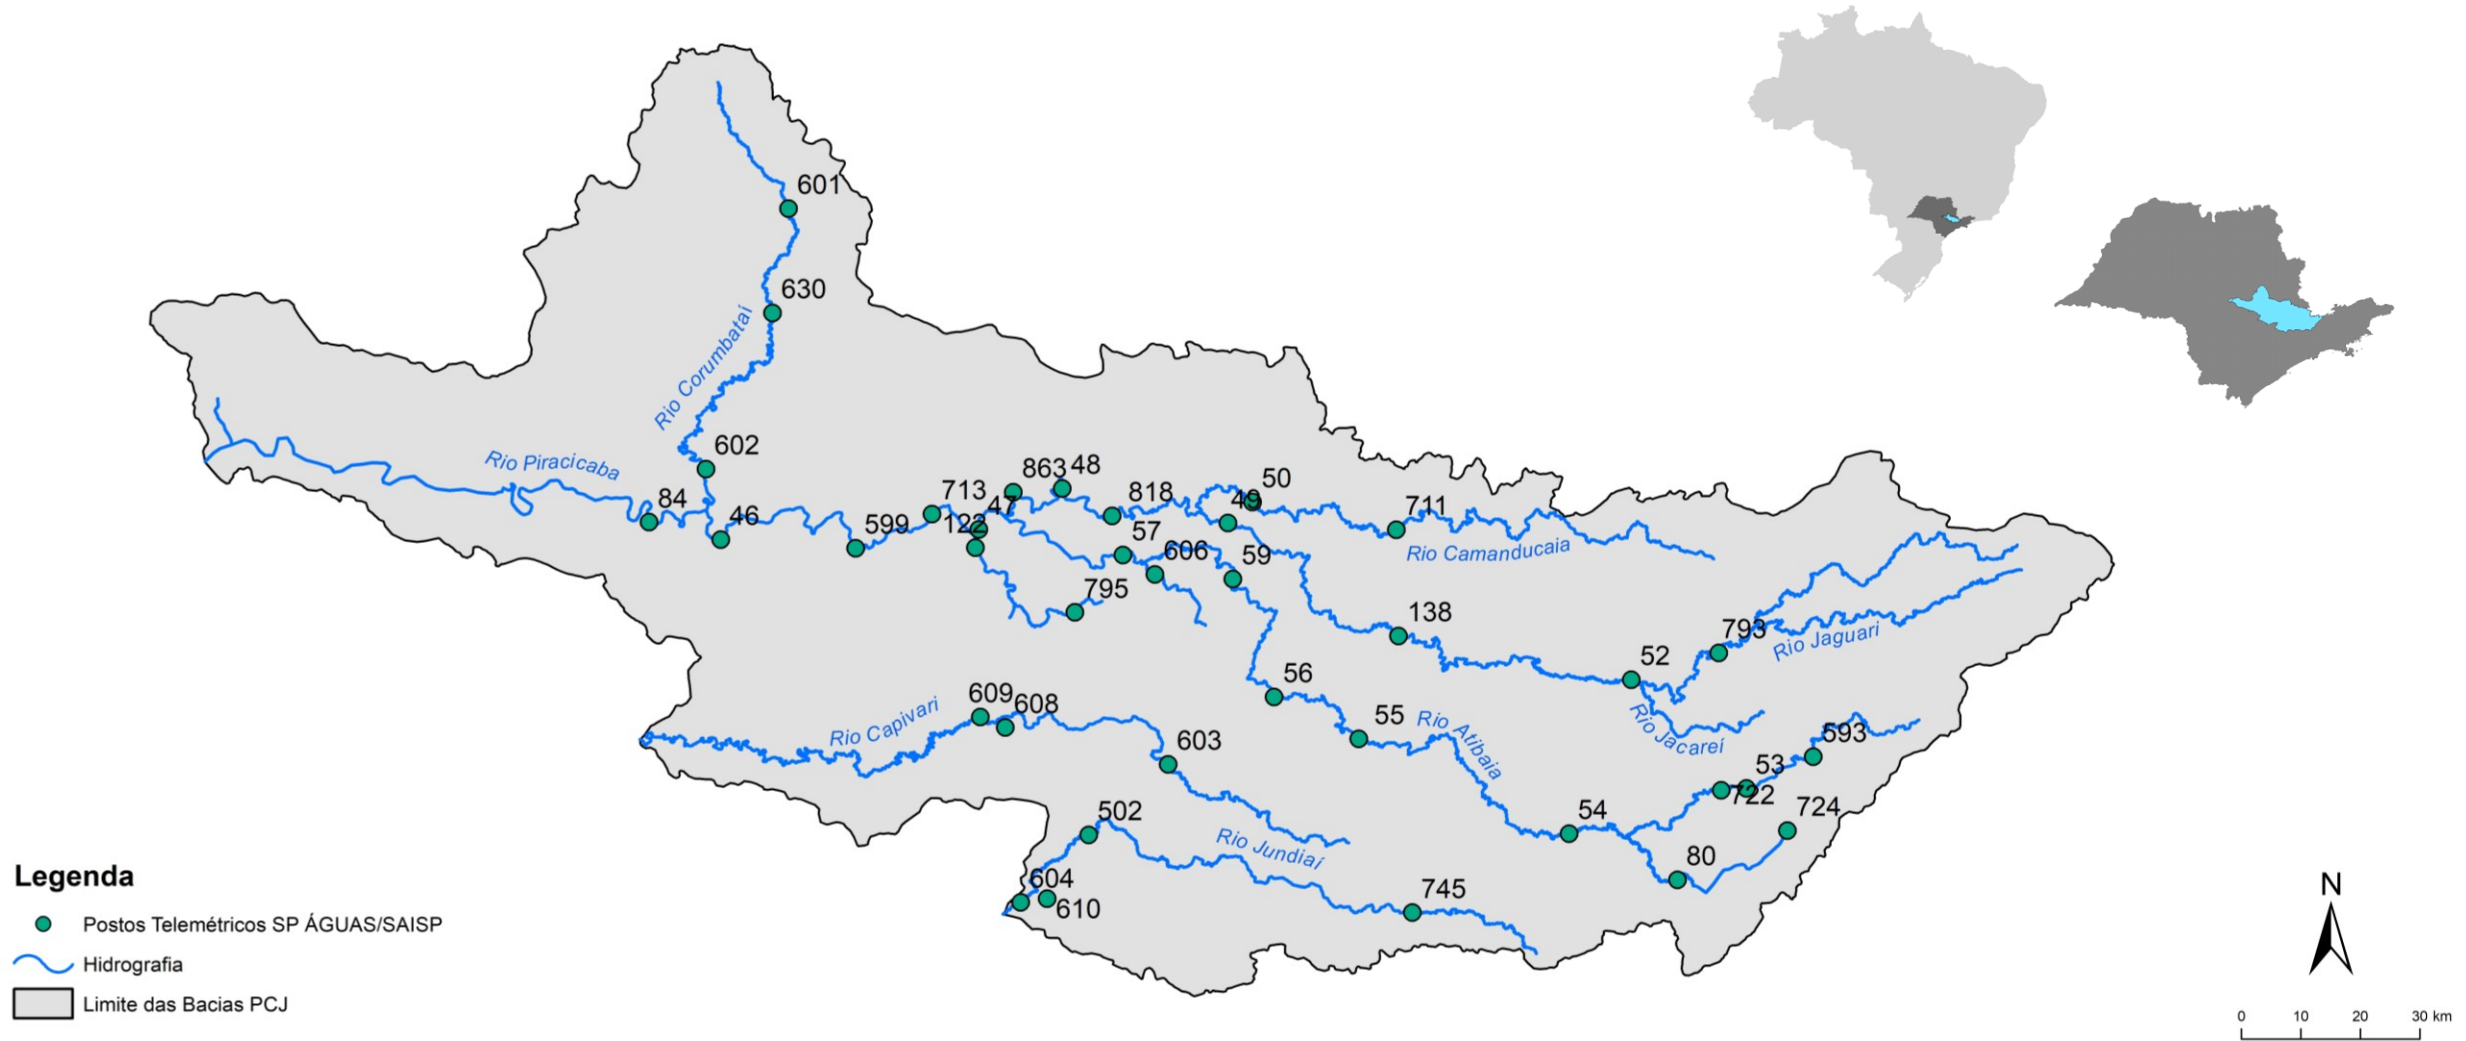 601
630
Rio Corumbataí
602
Rio Piracicaba
84
46
599
713
122
47
863
48
818
57
606
49
50
59
795
711
Rio Camanducaia
138
52
793
Rio Jaguari
Rio Jacareí
56
55
Rio Atibaia
593
53
722
724
54
80
609
608
Rio Capivari
603
502
Rio Jundiaí
604
610
745
Legenda
Postos Telemétricos SP ÁGUAS/SAISP
Hidrografia
Limite das Bacias PCJ
N
0 10 20 30 km